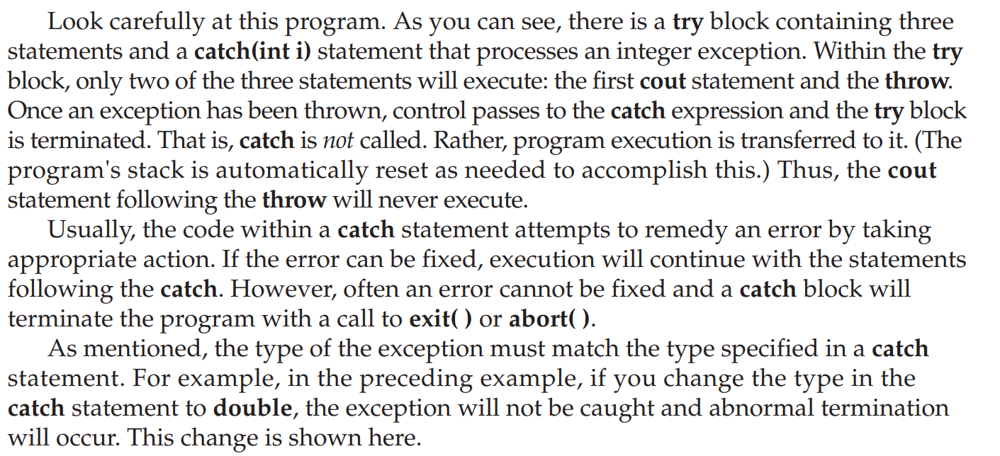 Look carefully at this program. As you can see, there is a try block containing three
statements and a catch(int i) statement that processes an integer exception. Within the try
block, only two of the three statements will execute: the first cout statement and the throw.
Once an exception has been thrown, control passes to the catch expression and the try block
is terminated. That is, catch is not called. Rather, program execution is transferred to it. (The
program's stack is automatically reset as needed to accomplish this.) Thus, the cout
statement following the throw will never execute.
Usually, the code within a catch statement attempts to remedy an error by taking
appropriate action. If the error can be fixed, execution will continue with the statements
following the catch. However, often an error cannot be fixed and a catch block will
terminate the program with a call to exit( ) or abort( ).
As mentioned, the type of the exception must match the type specified in a catch
statement. For example, in the preceding example, if you change the type in the
catch statement to double, the exception will not be caught and abnormal termination
will occur. This change is shown here.